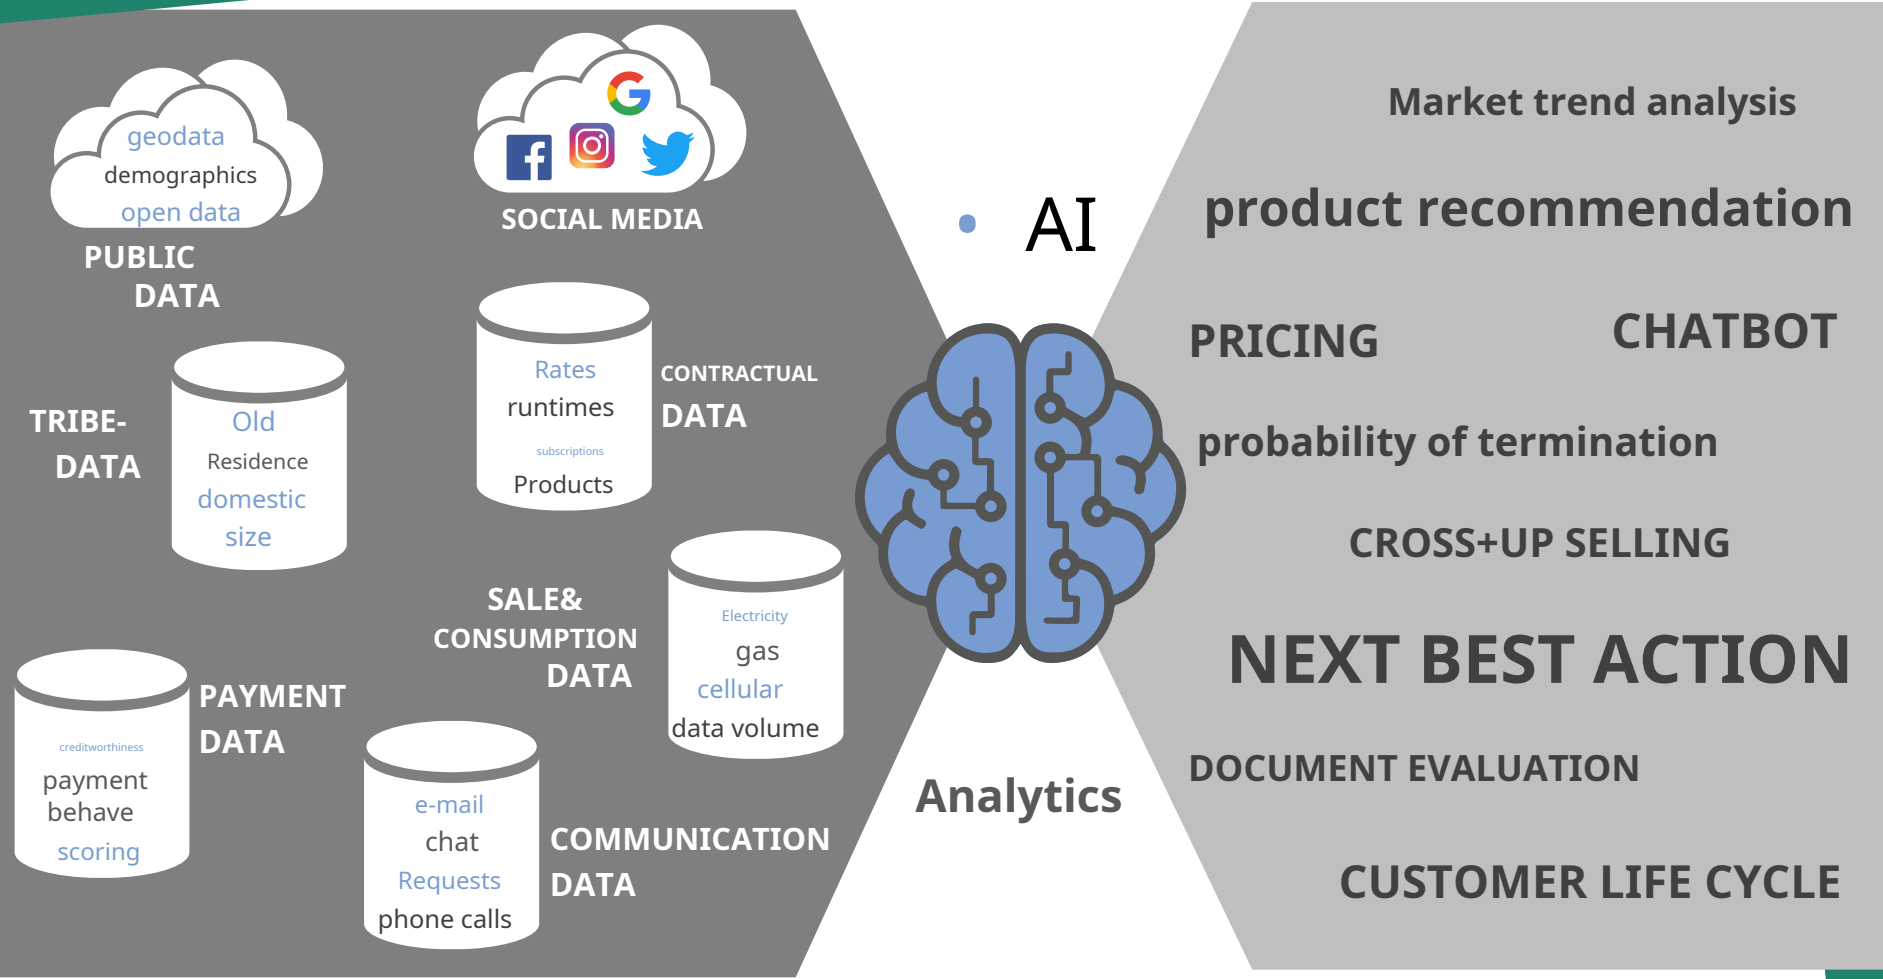 geodata
demographics
open data
PUBLIC
DATA
SOCIAL MEDIA
TRIBE-
DATA
Old
Residence
domestic
size
Rates
runtimes
subscriptions
Products
CONTRACTUAL
DATA
SALE&
CONSUMPTION
DATA
Electricity
gas
cellular
data volume
creditworthiness
payment
behave
scoring
PAYMENT
DATA
e-mail
chat
Requests
phone calls
COMMUNICATION
DATA
• AI
Analytics
Market trend analysis
product recommendation
PRICING
CHATBOT
probability of termination
CROSS+UP SELLING
NEXT BEST ACTION
DOCUMENT EVALUATION
CUSTOMER LIFE CYCLE